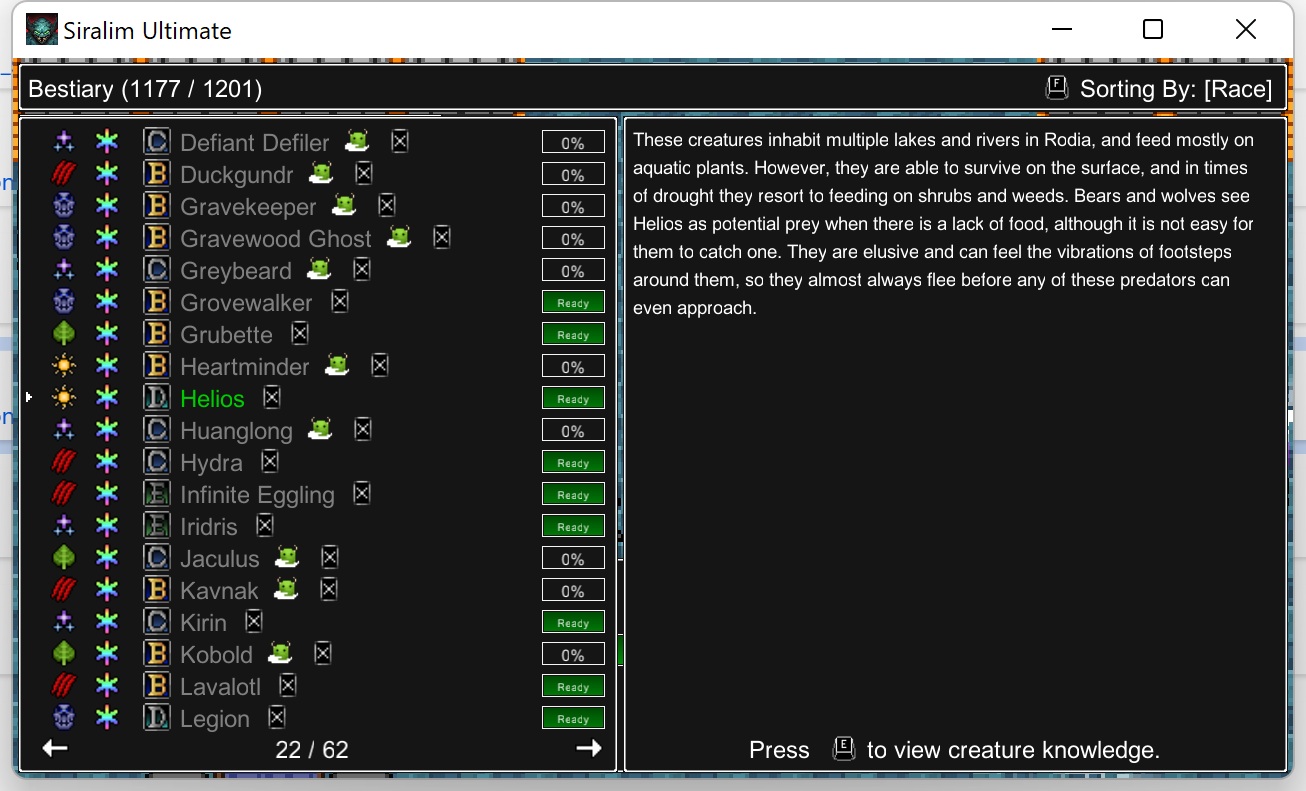 Siralim Ultimate
Bestiary (1177 / 1201)
F Sorting By: [Race]
C Defiant Defiler 0%
B Duckgundr 0%
B Gravekeeper 0%
B Gravewood Ghost 0%
C Greybeard 0%
B Grovewalker Ready
B Grubette Ready
B Heartminder 0%
D Helios Ready
C Huanglong 0%
C Hydra Ready
E Infinite Eggling Ready
E Iridris Ready
C Jaculus 0%
B Kavnak 0%
C Kirin Ready
B Kobold 0%
B Lavalotl Ready
D Legion Ready
22 / 62
These creatures inhabit multiple lakes and rivers in Rodia, and feed mostly on
aquatic plants. However, they are able to survive on the surface, and in times
of drought they resort to feeding on shrubs and weeds. Bears and wolves see
Helios as potential prey when there is a lack of food, although it is not easy for
them to catch one. They are elusive and can feel the vibrations of footsteps
around them, so they almost always flee before any of these predators can
even approach.
Press E to view creature knowledge.